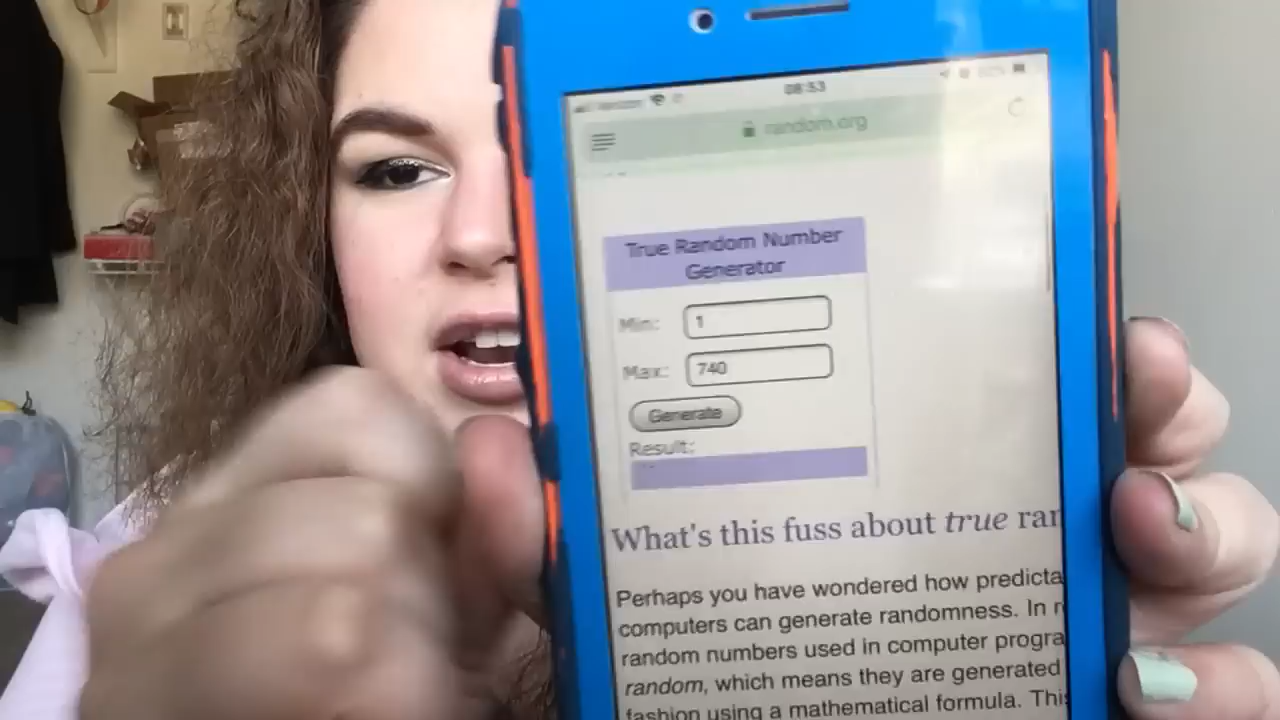 08:53
random.org
True Random Number
Generator
Min: 1
Max: 740
Generate
Result:
What's this fuss about true ran
Perhaps you have wondered how predicta
computers can generate randomness. In r
random numbers used in computer progra
random, which means they are generated
fashion using a mathematical formula. This